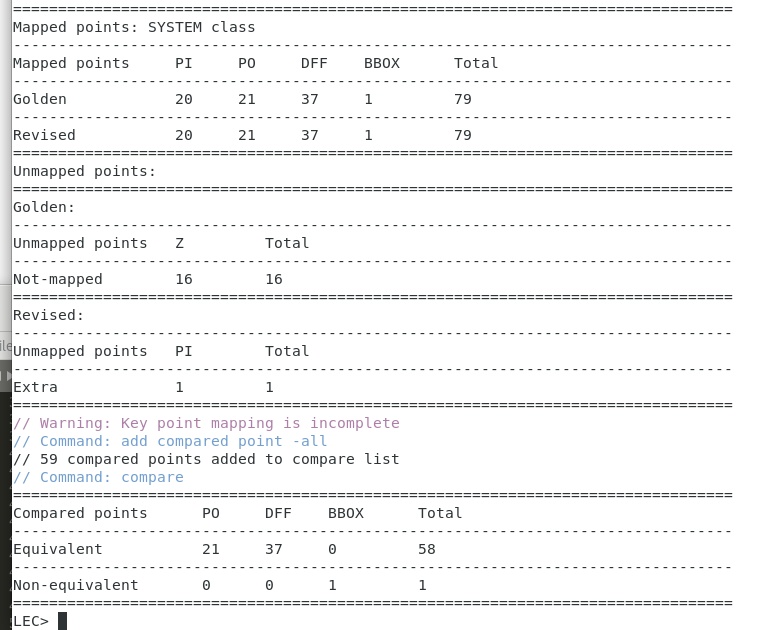 ================================================================================
Mapped points: SYSTEM class
--------------------------------------------------------------------------------
Mapped points     PI     PO     DFF    BBOX      Total
--------------------------------------------------------------------------------
Golden            20     21     37     1         79
--------------------------------------------------------------------------------
Revised           20     21     37     1         79
================================================================================
Unmapped points:
================================================================================
Golden:
--------------------------------------------------------------------------------
Unmapped points   Z         Total
--------------------------------------------------------------------------------
Not-mapped        16        16
================================================================================
Revised:
--------------------------------------------------------------------------------
Unmapped points   PI        Total
--------------------------------------------------------------------------------
Extra             1         1
================================================================================
// Warning: Key point mapping is incomplete
// Command: add compared point -all
// 59 compared points added to compare list
// Command: compare
================================================================================
Compared points      PO     DFF    BBOX      Total
--------------------------------------------------------------------------------
Equivalent           21     37     0         58
--------------------------------------------------------------------------------
Non-equivalent       0      0      1         1
================================================================================
LEC>